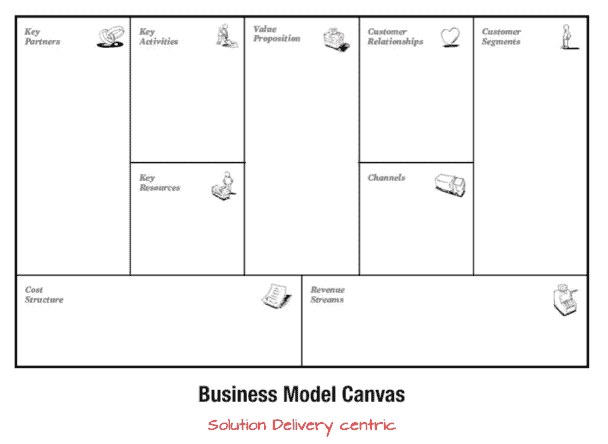 Key
Partners
Key
Activities
Value
Proposition
Customer
Relationships
Customer
Segments
Key
Resources
Channels
Cost
Structure
Revenue
Streams
Business Model Canvas
Solution Delivery centric